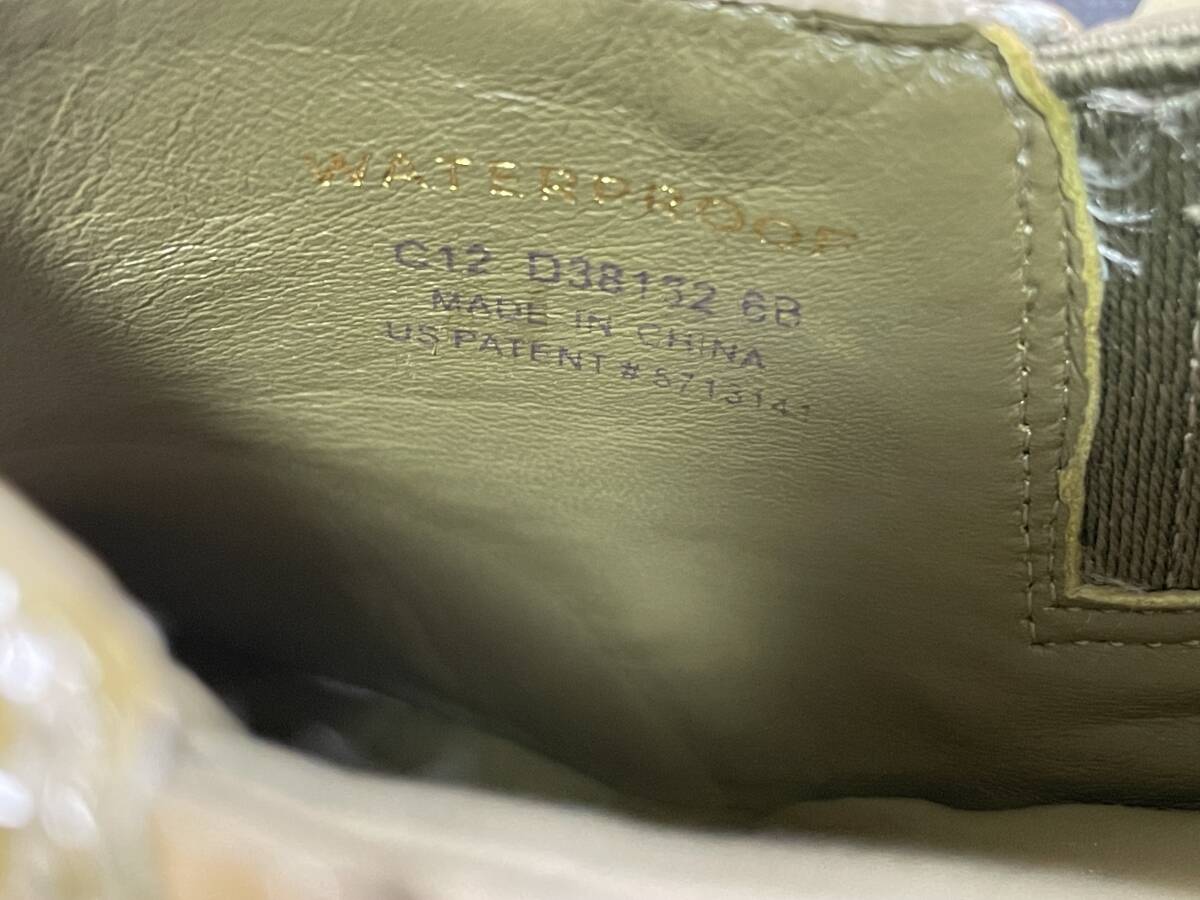 WATERPROOF
C12 D38132 6B
MADE IN CHINA
US PATENT # 8713141